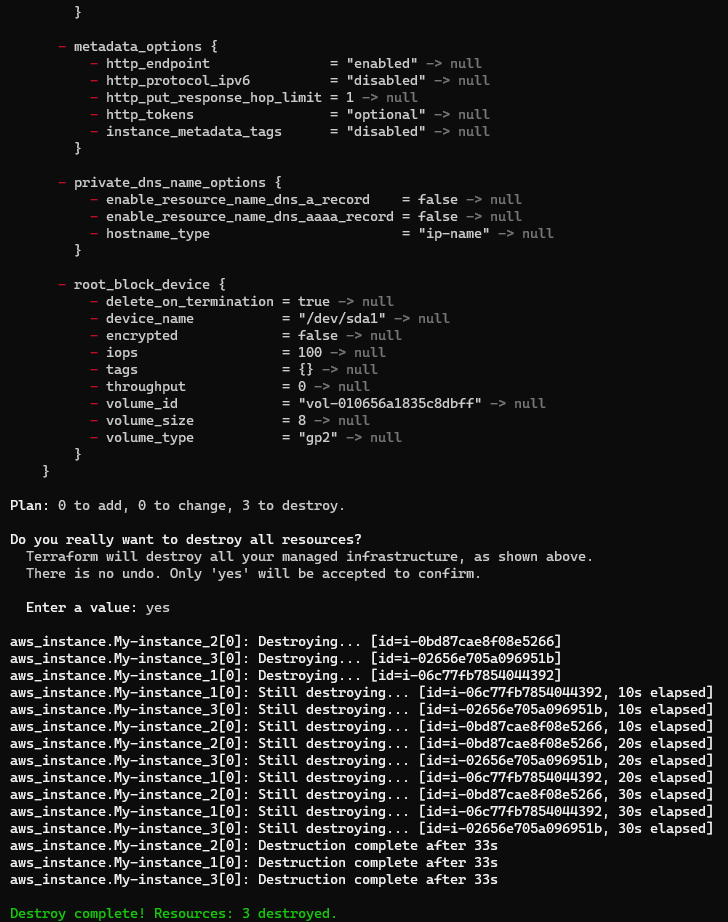 }
- metadata_options {
- http_endpoint = "enabled" -> null
- http_protocol_ipv6 = "disabled" -> null
- http_put_response_hop_limit = 1 -> null
- http_tokens = "optional" -> null
- instance_metadata_tags = "disabled" -> null
}
- private_dns_name_options {
- enable_resource_name_dns_a_record = false -> null
- enable_resource_name_dns_aaaa_record = false -> null
- hostname_type = "ip-name" -> null
}
- root_block_device {
- delete_on_termination = true -> null
- device_name = "/dev/sda1" -> null
- encrypted = false -> null
- iops = 100 -> null
- tags = {} -> null
- throughput = 0 -> null
- volume_id = "vol-010656a1835c8dbff" -> null
- volume_size = 8 -> null
- volume_type = "gp2" -> null
}
}
Plan: 0 to add, 0 to change, 3 to destroy.
Do you really want to destroy all resources?
Terraform will destroy all your managed infrastructure, as shown above.
There is no undo. Only 'yes' will be accepted to confirm.
Enter a value: yes
aws_instance.My-instance_2[0]: Destroying... [id=i-0bd87cae8f08e5266]
aws_instance.My-instance_3[0]: Destroying... [id=i-02656e705a096951b]
aws_instance.My-instance_1[0]: Destroying... [id=i-06c77fb7854044392]
aws_instance.My-instance_1[0]: Still destroying... [id=i-06c77fb7854044392, 10s elapsed]
aws_instance.My-instance_3[0]: Still destroying... [id=i-02656e705a096951b, 10s elapsed]
aws_instance.My-instance_2[0]: Still destroying... [id=i-0bd87cae8f08e5266, 10s elapsed]
aws_instance.My-instance_2[0]: Still destroying... [id=i-0bd87cae8f08e5266, 20s elapsed]
aws_instance.My-instance_3[0]: Still destroying... [id=i-02656e705a096951b, 20s elapsed]
aws_instance.My-instance_1[0]: Still destroying... [id=i-06c77fb7854044392, 20s elapsed]
aws_instance.My-instance_2[0]: Still destroying... [id=i-0bd87cae8f08e5266, 30s elapsed]
aws_instance.My-instance_1[0]: Still destroying... [id=i-06c77fb7854044392, 30s elapsed]
aws_instance.My-instance_3[0]: Still destroying... [id=i-02656e705a096951b, 30s elapsed]
aws_instance.My-instance_2[0]: Destruction complete after 33s
aws_instance.My-instance_1[0]: Destruction complete after 33s
aws_instance.My-instance_3[0]: Destruction complete after 33s
Destroy complete! Resources: 3 destroyed.